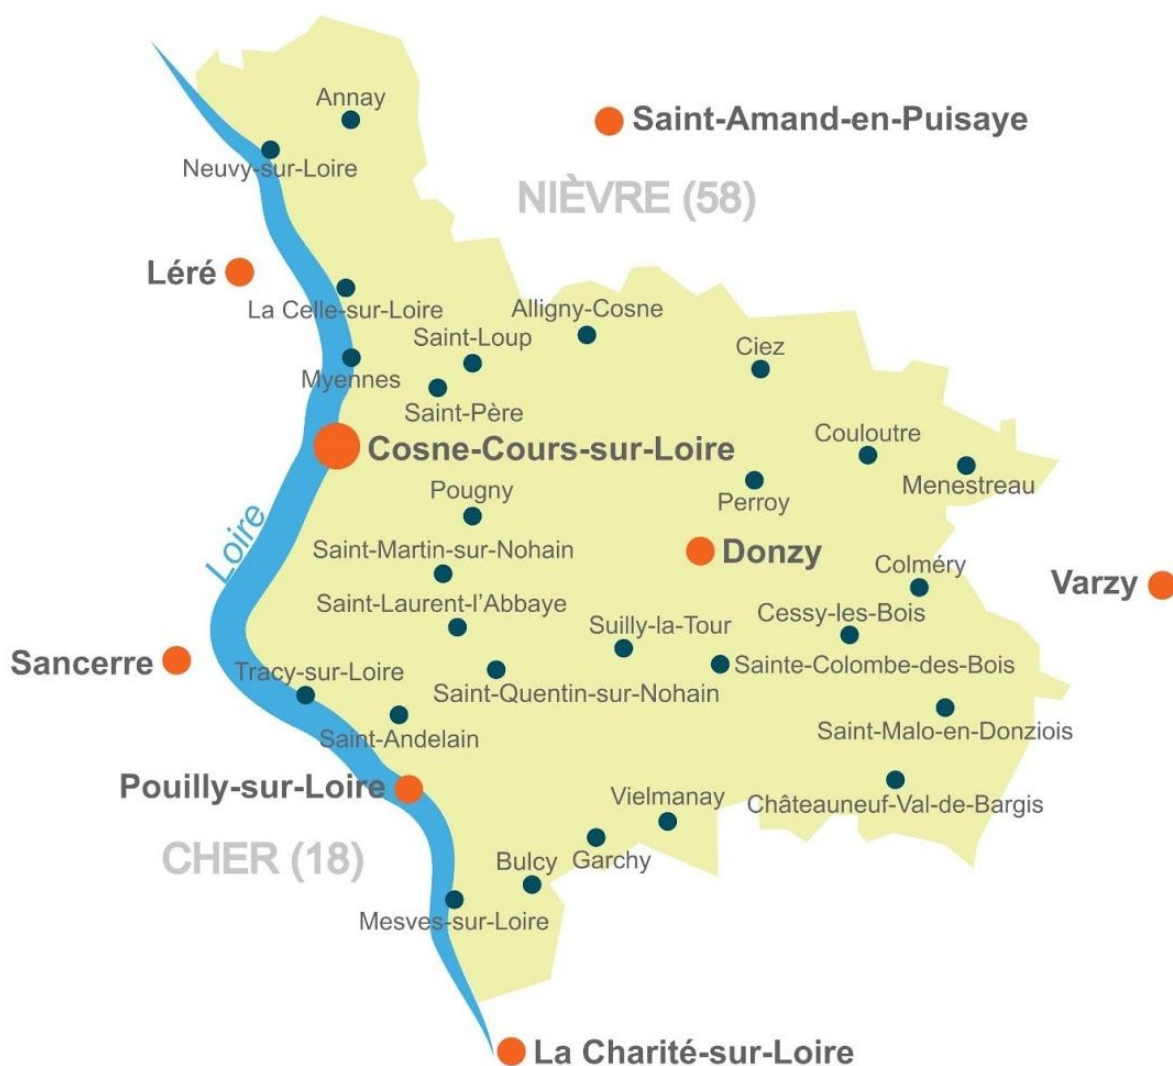 Annay
Saint-Amand-en-Puisaye
Neuvy-sur-Loire
NIÈVRE (58)
Léré
La Celle-sur-Loire
Alligny-Cosne
Saint-Loup
Ciez
Myennes
Saint-Père
Couloutre
Cosne-Cours-sur-Loire
Menestreau
Pougny
Perroy
Loire
Saint-Martin-sur-Nohain
Donzy
Colméry
Varzy
Saint-Laurent-l'Abbaye
Cessy-les-Bois
Suilly-la-Tour
Sancerre
Sainte-Colombe-des-Bois
Tracy-sur-Loire
Saint-Quentin-sur-Nohain
Saint-Malo-en-Donziois
Saint-Andelain
Pouilly-sur-Loire
Vielmanay
Châteauneuf-Val-de-Bargis
CHER (18)
Bulcy
Garchy
Mesves-sur-Loire
La Charité-sur-Loire